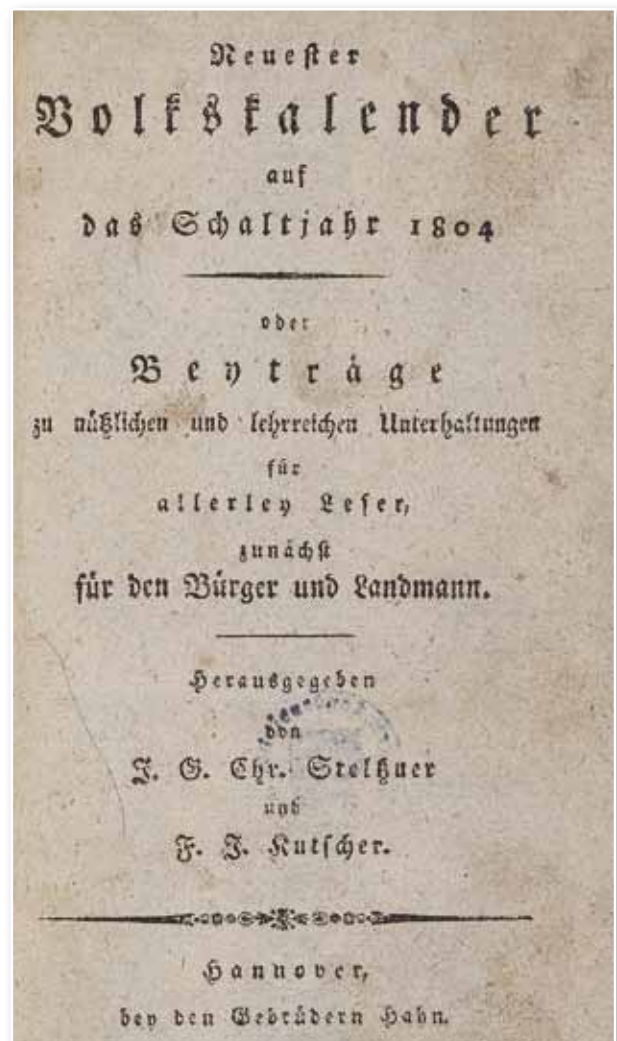 Neuester
Volkskalender
auf
das Schaltjahr 1804
oder
Beyträge
zu nützlichen und lehrreichen Unterhaltungen
für
allerley Leser,
zunächst
für den Bürger und Landmann.
Herausgegeben
von
J. G. Chr. Steltzner
und
F. J. Kutscher.
Hannover,
bey den Gebrüdern Hahn.